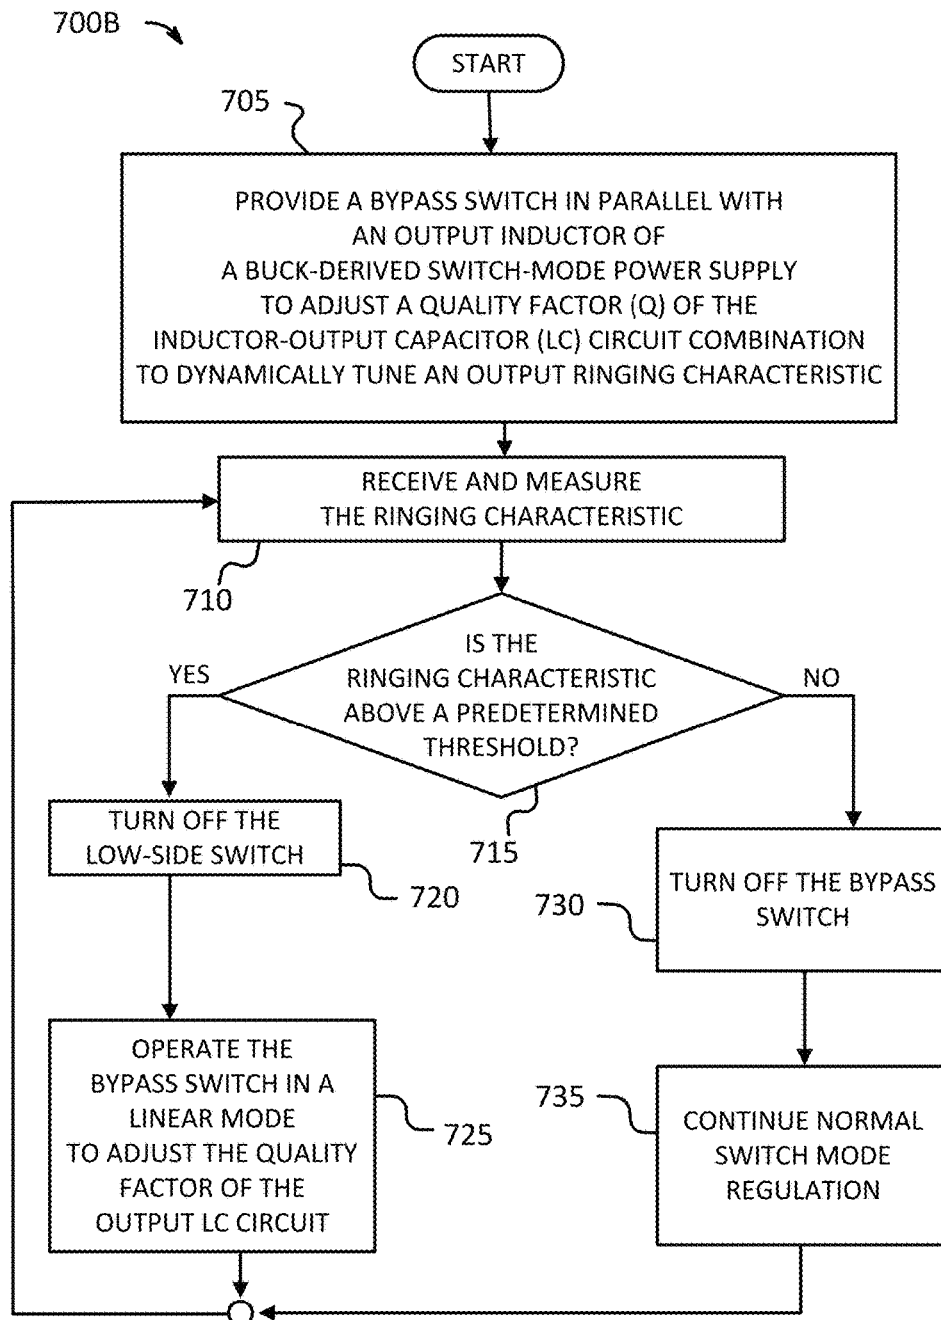 700B
START
705
PROVIDE A BYPASS SWITCH IN PARALLEL WITH
AN OUTPUT INDUCTOR OF
A BUCK-DERIVED SWITCH-MODE POWER SUPPLY
TO ADJUST A QUALITY FACTOR (Q) OF THE
INDUCTOR-OUTPUT CAPACITOR (LC) CIRCUIT COMBINATION
TO DYNAMICALLY TUNE AN OUTPUT RINGING CHARACTERISTIC
RECEIVE AND MEASURE
THE RINGING CHARACTERISTIC
710
IS THE
RINGING CHARACTERISTIC
ABOVE A PREDETERMINED
THRESHOLD?
YES
NO
715
TURN OFF THE
LOW-SIDE SWITCH
720
730
TURN OFF THE BYPASS
SWITCH
OPERATE THE
BYPASS SWITCH IN A
LINEAR MODE
TO ADJUST THE QUALITY
FACTOR OF THE
OUTPUT LC CIRCUIT
725
735
CONTINUE NORMAL
SWITCH MODE
REGULATION